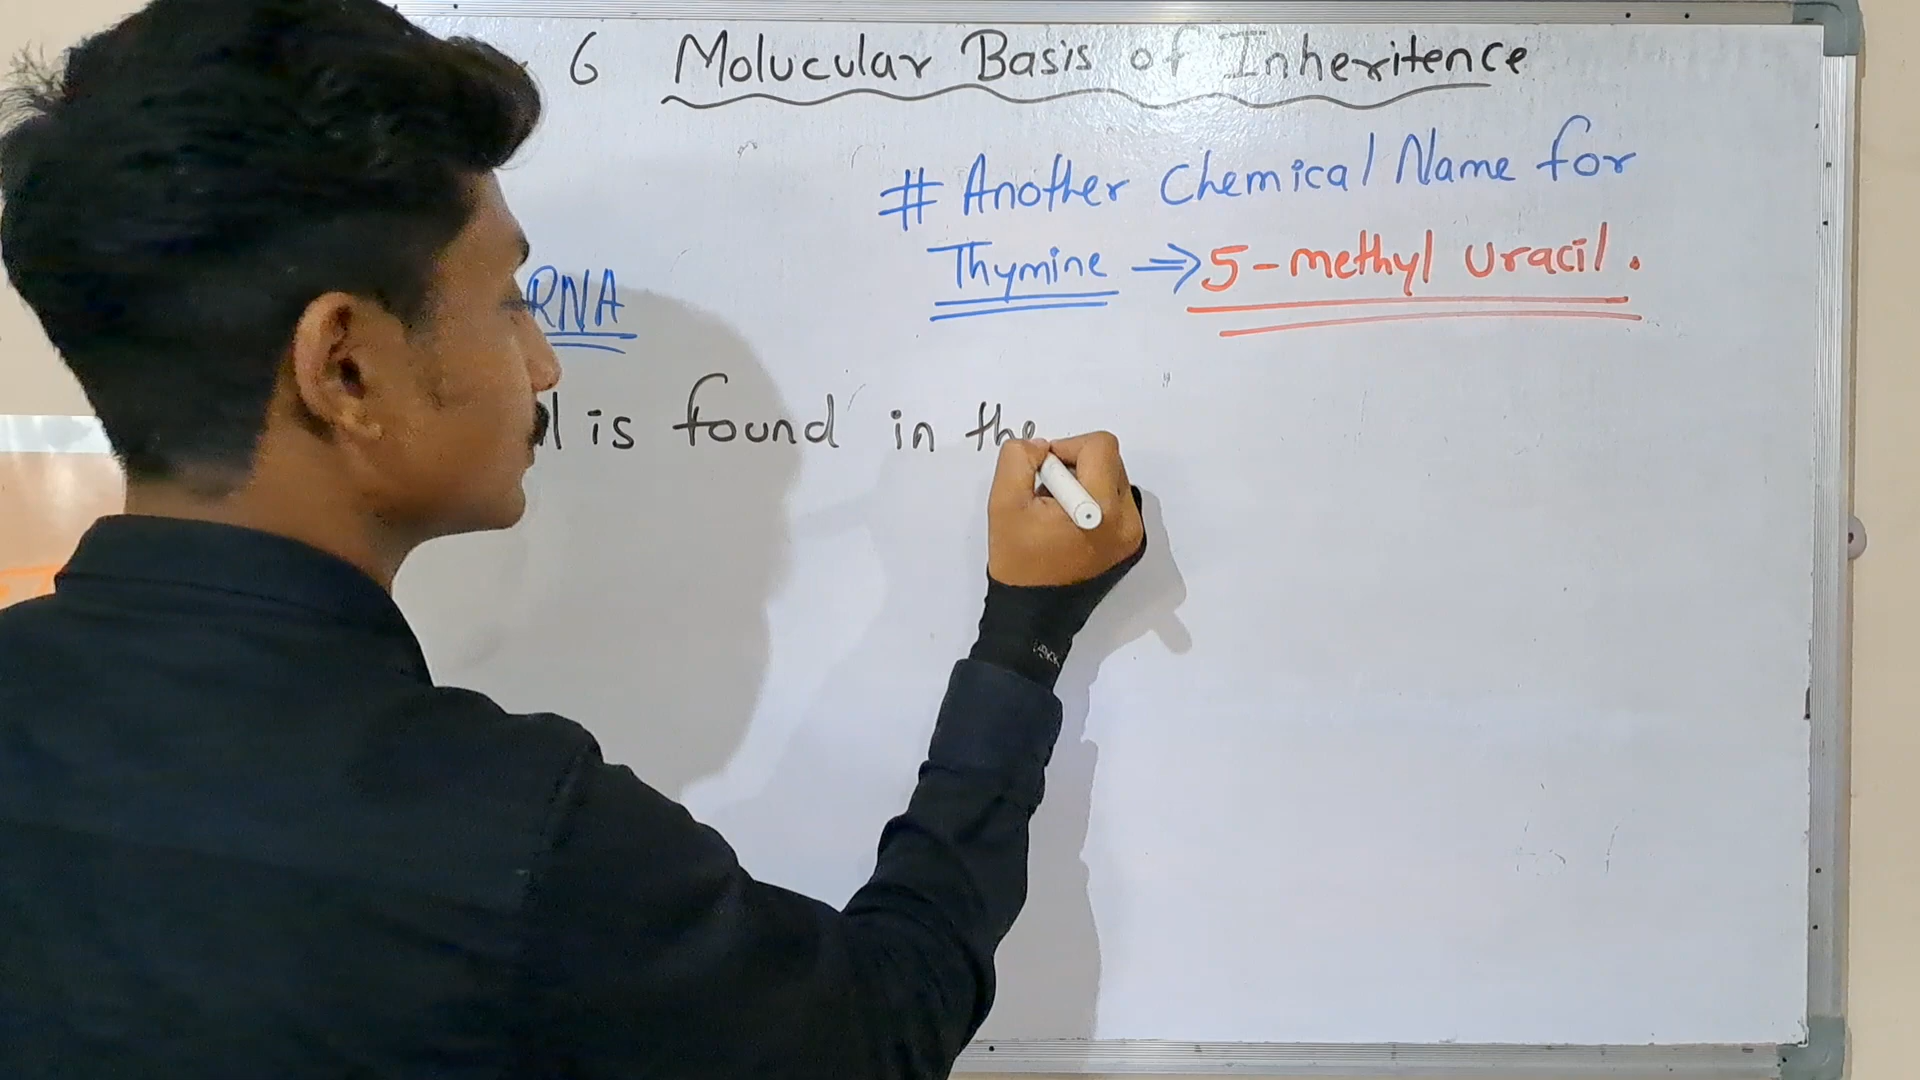 6 Molucular Basis of Inheritence
# Another Chemical Name for
Thymine ⇒ 5-methyl Uracil.
RNA
is found in the